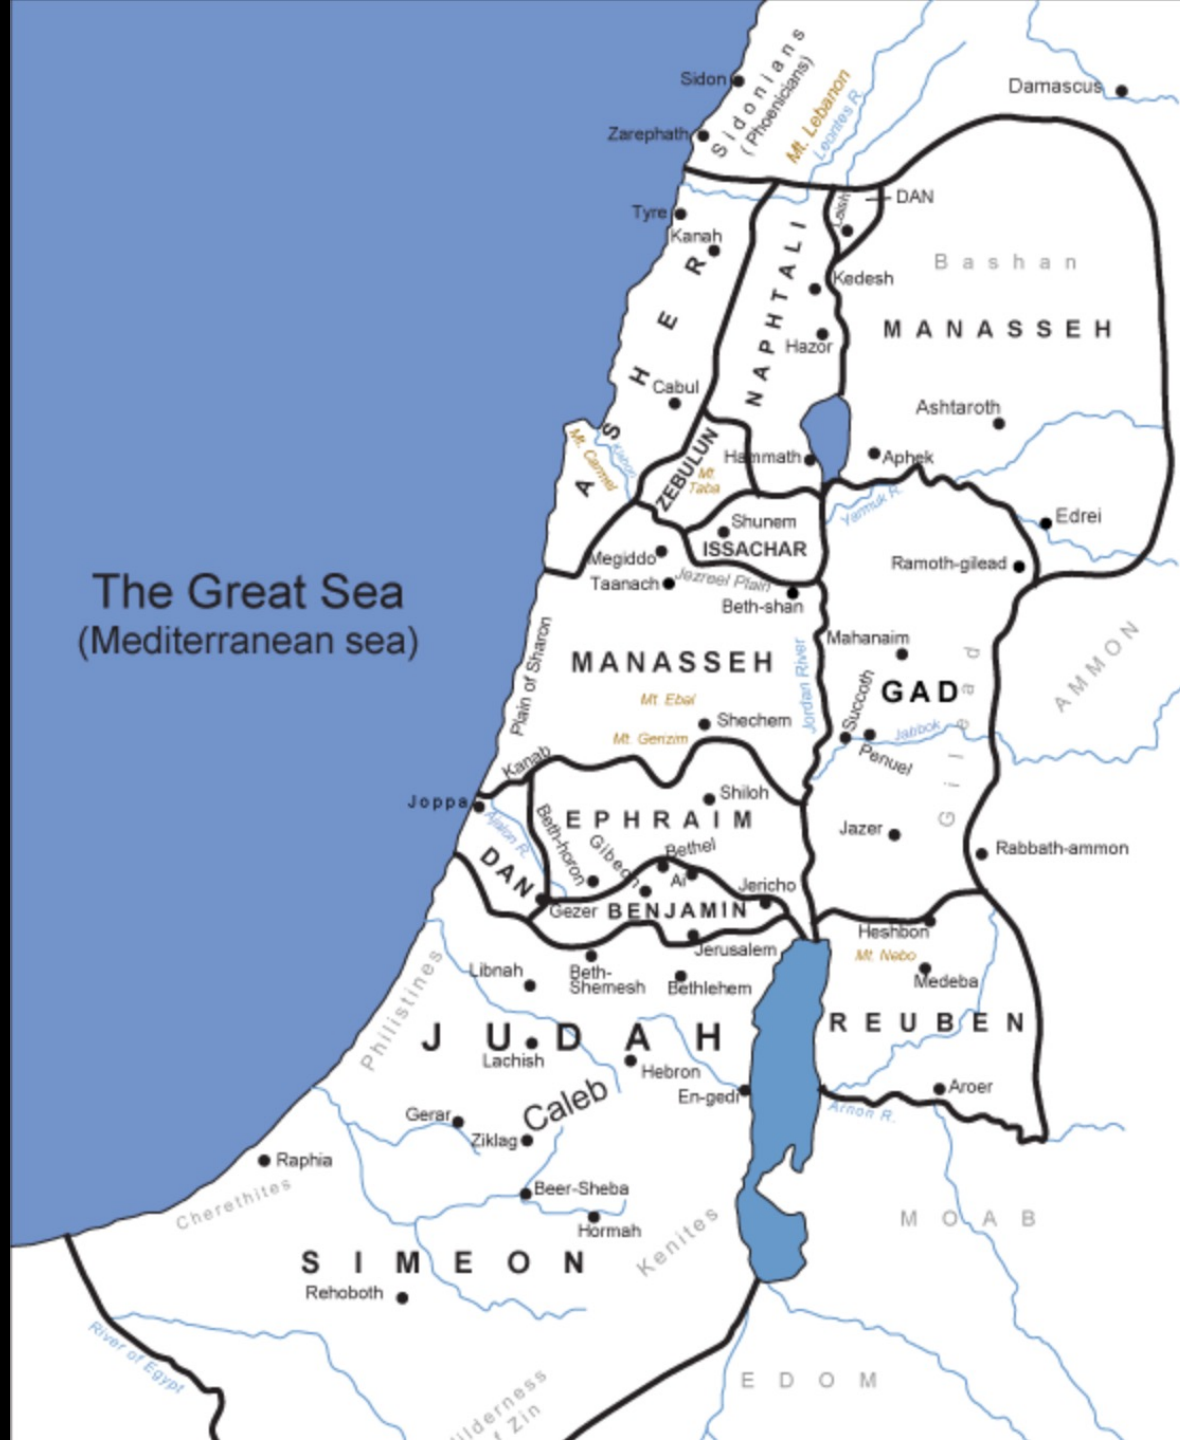 Sidon
Sidonians
(Phoenicians)
Mt. Lebanon
Leontes R.
Damascus
Zarephath
Tyre
Kanah
Laish
DAN
Bashan
Kedesh
MANASSEH
NAPHTALI
Hazor
ASHER
Cabul
Ashtaroth
Mt. Carmel
Kishon
ZEBULUN
Mt.
Taba
Hammath
Aphek
Yarmuk R.
Edrei
Shunem
ISSACHAR
Megiddo
Taanach
Jezreel Plain
Beth-shan
Ramoth-gilead
The Great Sea
(Mediterranean sea)
Plain of Sharon
MANASSEH
Mt. Ebal
Shechem
Mt. Gerizim
Jordan River
Mahanaim
GAD
Gilead
AMMON
Succoth
Jabbok
Penuel
Kanab
Joppa
Ajalon R.
Shiloh
EPHRAIM
Beth-horon
Gibeon
Bethel
Ai
Jericho
Jazer
Rabbath-ammon
DAN
Gezer
BENJAMIN
Jerusalem
Heshbon
Mt. Nebo
Medeba
Philistines
Libnah
Beth-
Shemesh
Bethlehem
REUBEN
JUDAH
Lachish
Hebron
En-gedi
Aroer
Arnon R.
Caleb
Gerar
Ziklag
Raphia
Cherethites
Beer-Sheba
Hormah
Kenites
MOAB
SIMEON
Rehoboth
River of Egypt
EDOM
ilderness
f Zin